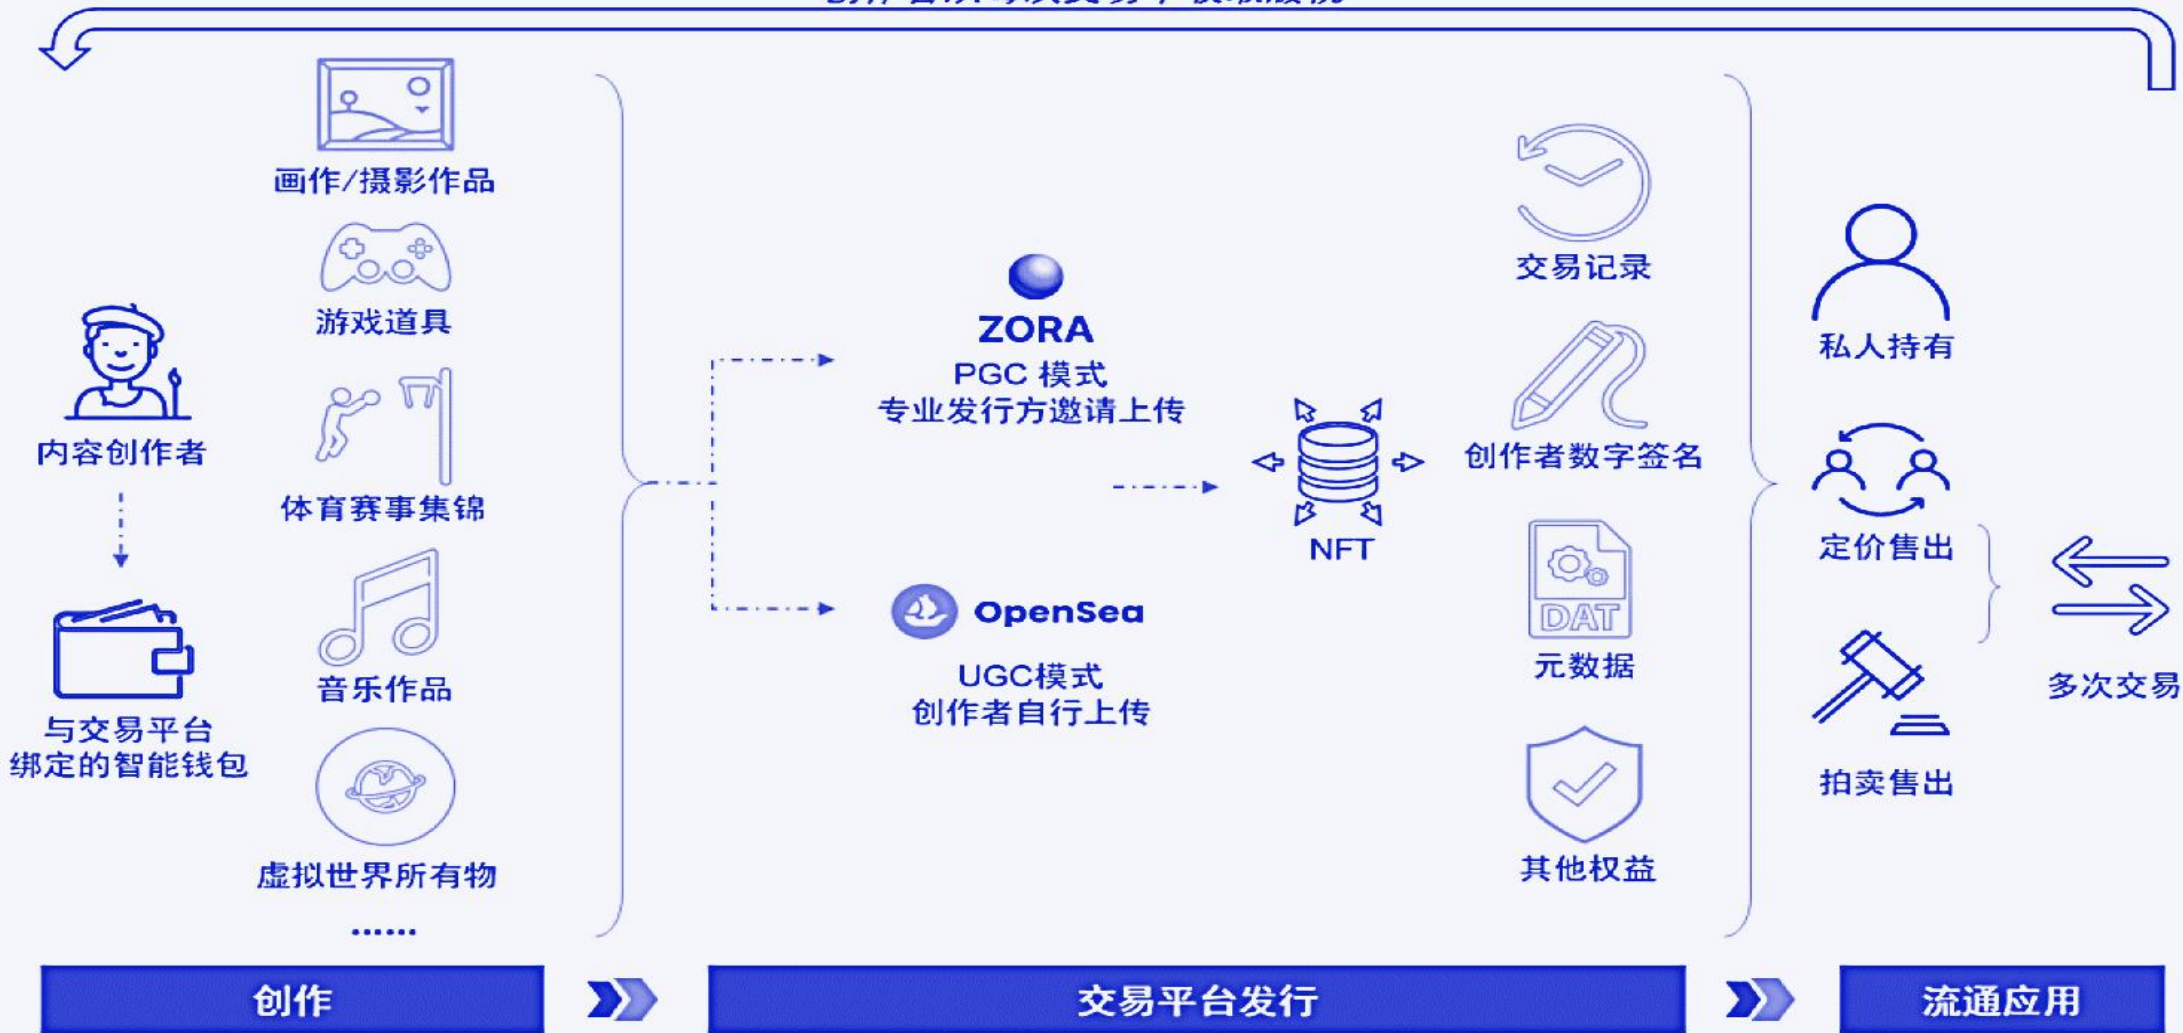 画作/摄影作品
游戏道具
体育赛事集锦
音乐作品
虚拟世界所有物
......
内容创作者
与交易平台
绑定的智能钱包
ZORA
PGC 模式
专业发行方邀请上传
OpenSea
UGC模式
创作者自行上传
NFT
交易记录
创作者数字签名
DAT
元数据
其他权益
私人持有
定价售出
拍卖售出
多次交易
创作
交易平台发行
流通应用